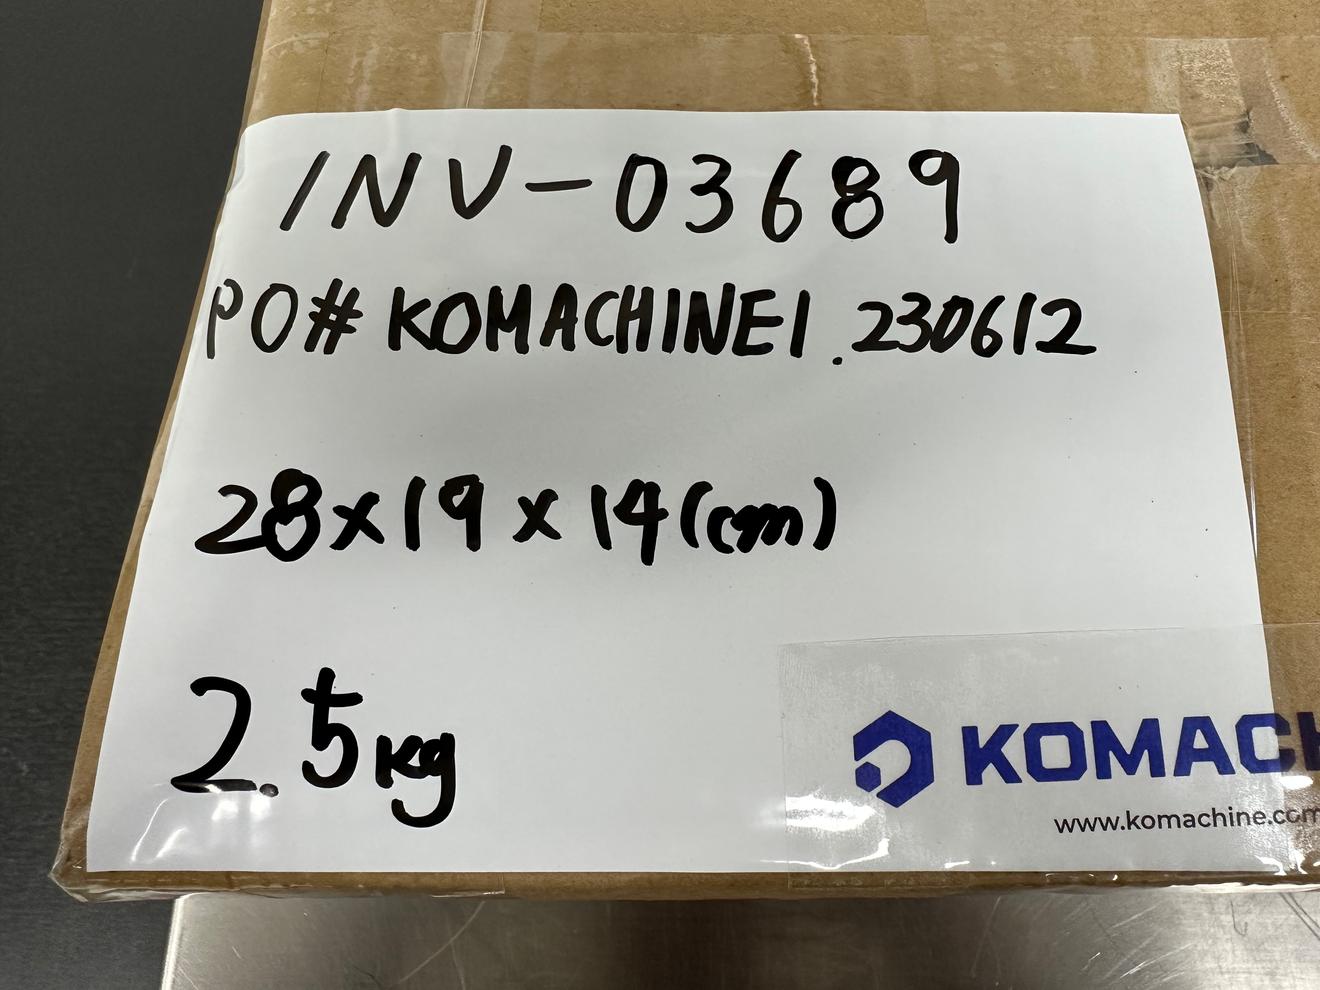 INV-03689
PO# KOMACHINE1.230612
28x19x14(cm)
2.5kg
KOMACH
www.komachine.com